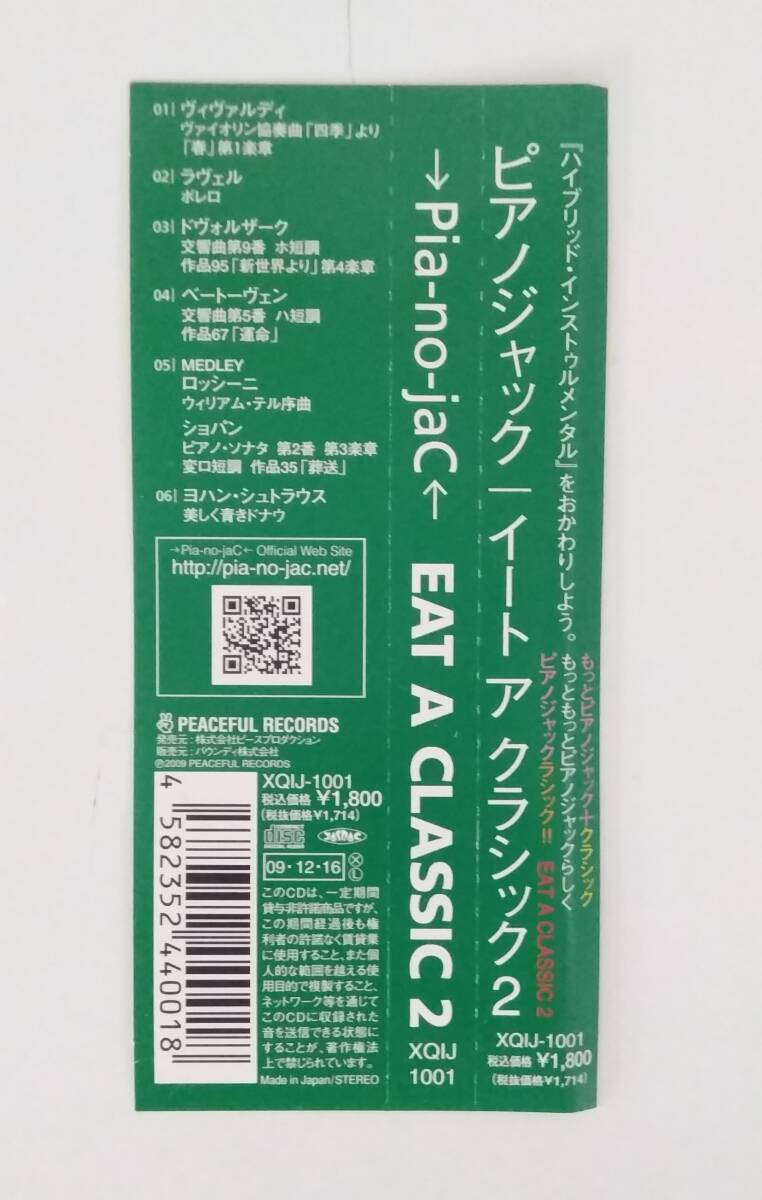 01| ヴィヴァルディ
ヴァイオリン協奏曲「四季」より
「春」第1楽章
02| ラヴェル
ボレロ
03| ドヴォルザーク
交響曲第9番 ホ短調
作品95「新世界より」第4楽章
04| ベートーヴェン
交響曲第5番 ハ短調
作品67「運命」
05| MEDLEY
ロッシーニ
ウィリアム・テル序曲
ショパン
ピアノ・ソナタ 第2番 第3楽章
変ロ短調 作品35「葬送」
06| ヨハン・シュトラウス
美しく青きドナウ
→Pia-no-jaC← Official Web Site
http://pia-no-jac.net/
PEACEFUL RECORDS
発売元:株式会社ピースプロダクション
販売元:バウンディ株式会社
℗2009 PEACEFUL RECORDS
4 582352 440018
XQIJ-1001
税込価格 ¥1,800
(税抜価格¥1,714)
COMPACT disc DIGITAL AUDIO
JASRAC
09・12・16 Ⓧ Ⓛ
このCDは、一定期間
貸与非許諾商品ですが、
この期間経過後も権
利者の許諾なく賃貸業
に使用すること、また個
人的な範囲を越える使
用目的で複製すること、
ネットワーク等を通じて
このCDに収録された
音を送信できる状態に
することが、著作権法
上で禁じられています。
Made in Japan/STEREO
→Pia-no-jaC← EAT A CLASSIC 2
XQIJ
1001
ピアノジャック|イート ア クラシック2
『ハイブリッド・インストゥルメンタル』をおかわりしよう。
もっとピアノジャック+クラシック
もっともっとピアノジャックらしく
ピアノジャックラシック!! EAT A CLASSIC 2
XQIJ-1001
税込価格 ¥1,800
(税抜価格¥1,714)